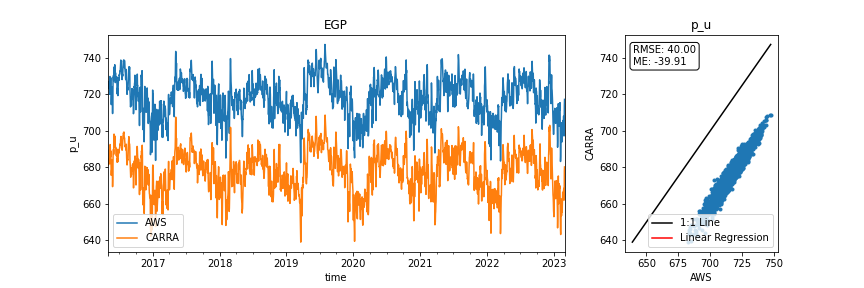 EGP
p_u
740
720
700
680
660
640
p_u
AWS
CARRA
2017
2018
2019
2020
2021
2022
2023
time
RMSE: 40.00
ME: -39.91
740
720
700
680
660
640
CARRA
1:1 Line
Linear Regression
650
675
700
725
750
AWS